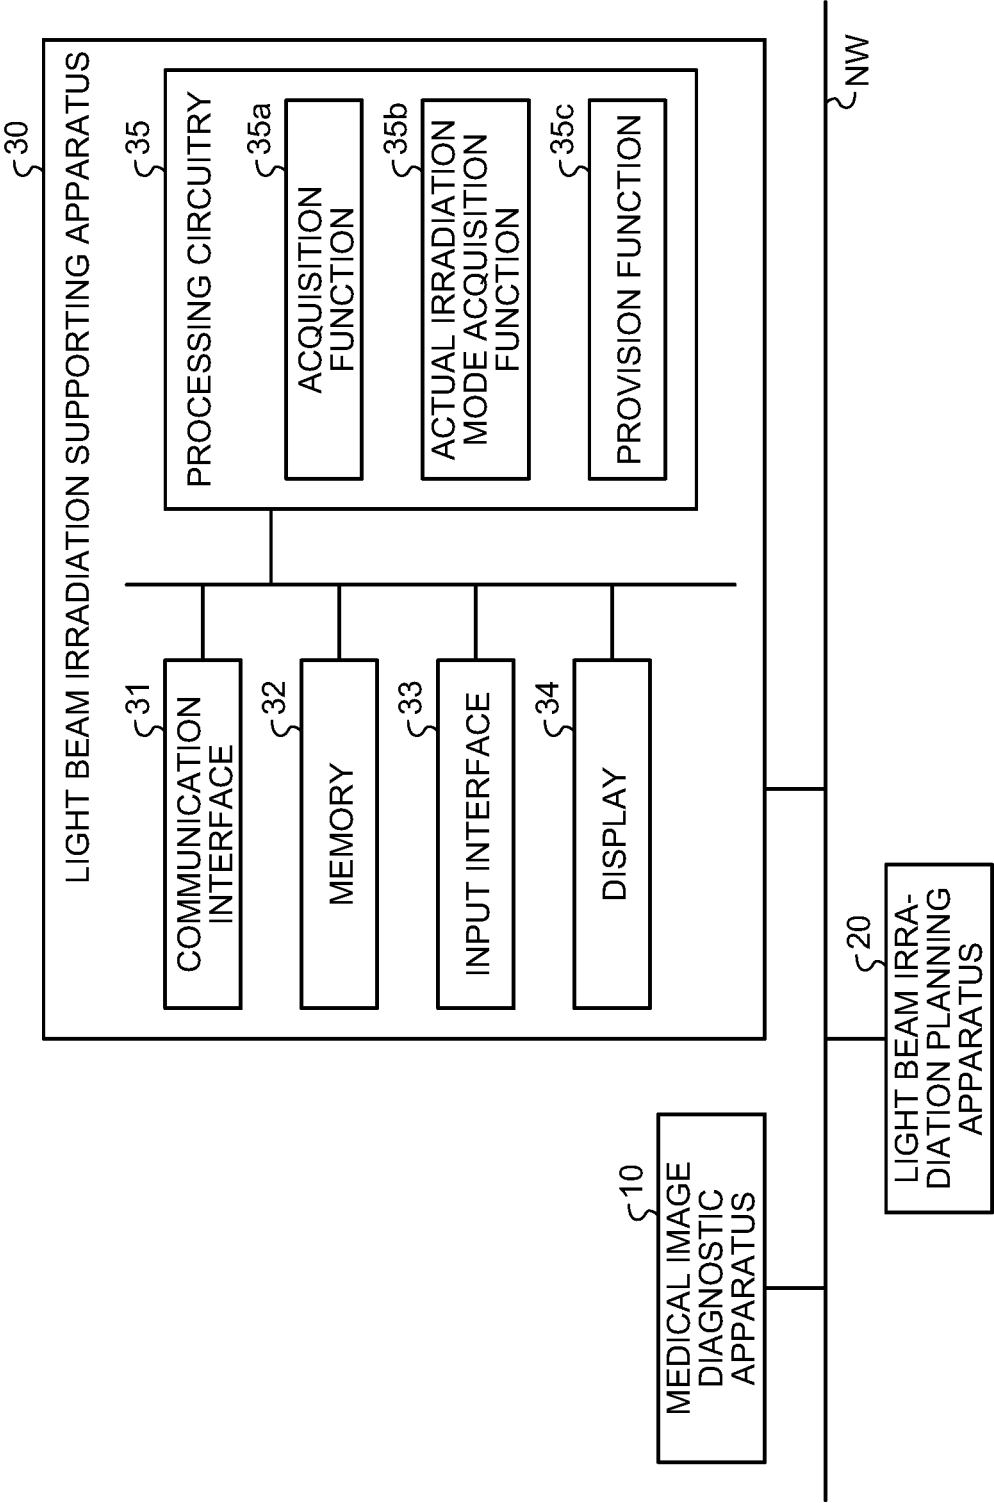 30
LIGHT BEAM IRRADIATION SUPPORTING APPARATUS
31
COMMUNICATION
INTERFACE
32
MEMORY
33
INPUT INTERFACE
34
DISPLAY
35
PROCESSING CIRCUITRY
35a
ACQUISITION
FUNCTION
35b
ACTUAL IRRADIATION
MODE ACQUISITION
FUNCTION
35c
PROVISION FUNCTION
10
MEDICAL IMAGE
DIAGNOSTIC
APPARATUS
NW
20
LIGHT BEAM IRRA-
DIATION PLANNING
APPARATUS